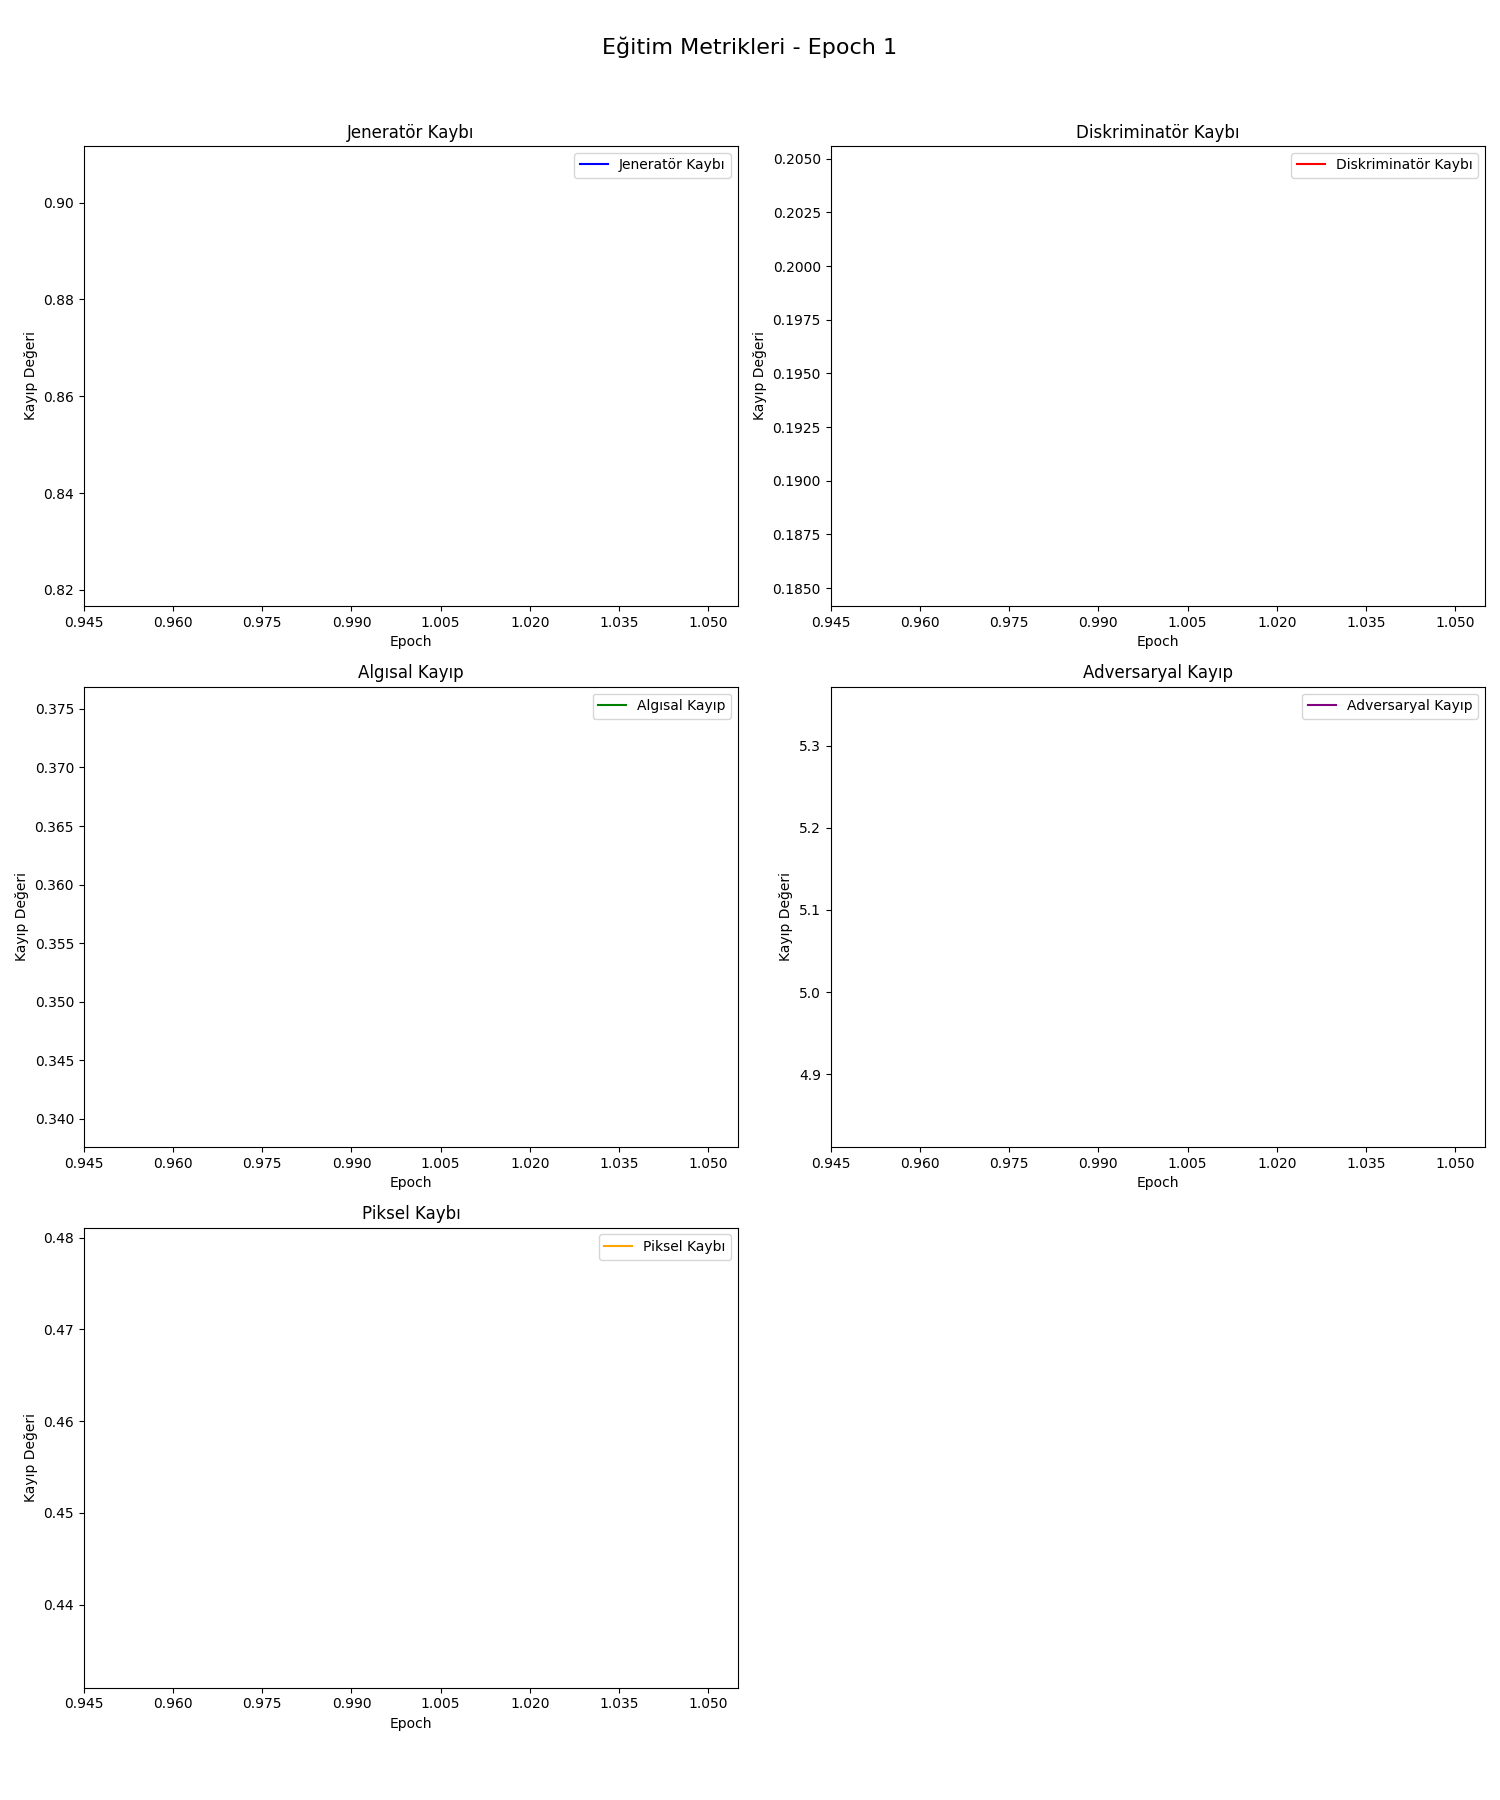 Eğitim Metrikleri - Epoch 1
Jeneratör Kaybı
Jeneratör Kaybı
0.90
0.88
0.86
0.84
0.82
Kayıp Değeri
0.945 0.960 0.975 0.990 1.005 1.020 1.035 1.050
Epoch
Diskriminatör Kaybı
Diskriminatör Kaybı
0.2050
0.2025
0.2000
0.1975
0.1950
0.1925
0.1900
0.1875
0.1850
Kayıp Değeri
0.945 0.960 0.975 0.990 1.005 1.020 1.035 1.050
Epoch
Algısal Kayıp
Algısal Kayıp
0.375
0.370
0.365
0.360
0.355
0.350
0.345
0.340
Kayıp Değeri
0.945 0.960 0.975 0.990 1.005 1.020 1.035 1.050
Epoch
Adversaryal Kayıp
Adversaryal Kayıp
5.3
5.2
5.1
5.0
4.9
Kayıp Değeri
0.945 0.960 0.975 0.990 1.005 1.020 1.035 1.050
Epoch
Piksel Kaybı
Piksel Kaybı
0.48
0.47
0.46
0.45
0.44
Kayıp Değeri
0.945 0.960 0.975 0.990 1.005 1.020 1.035 1.050
Epoch